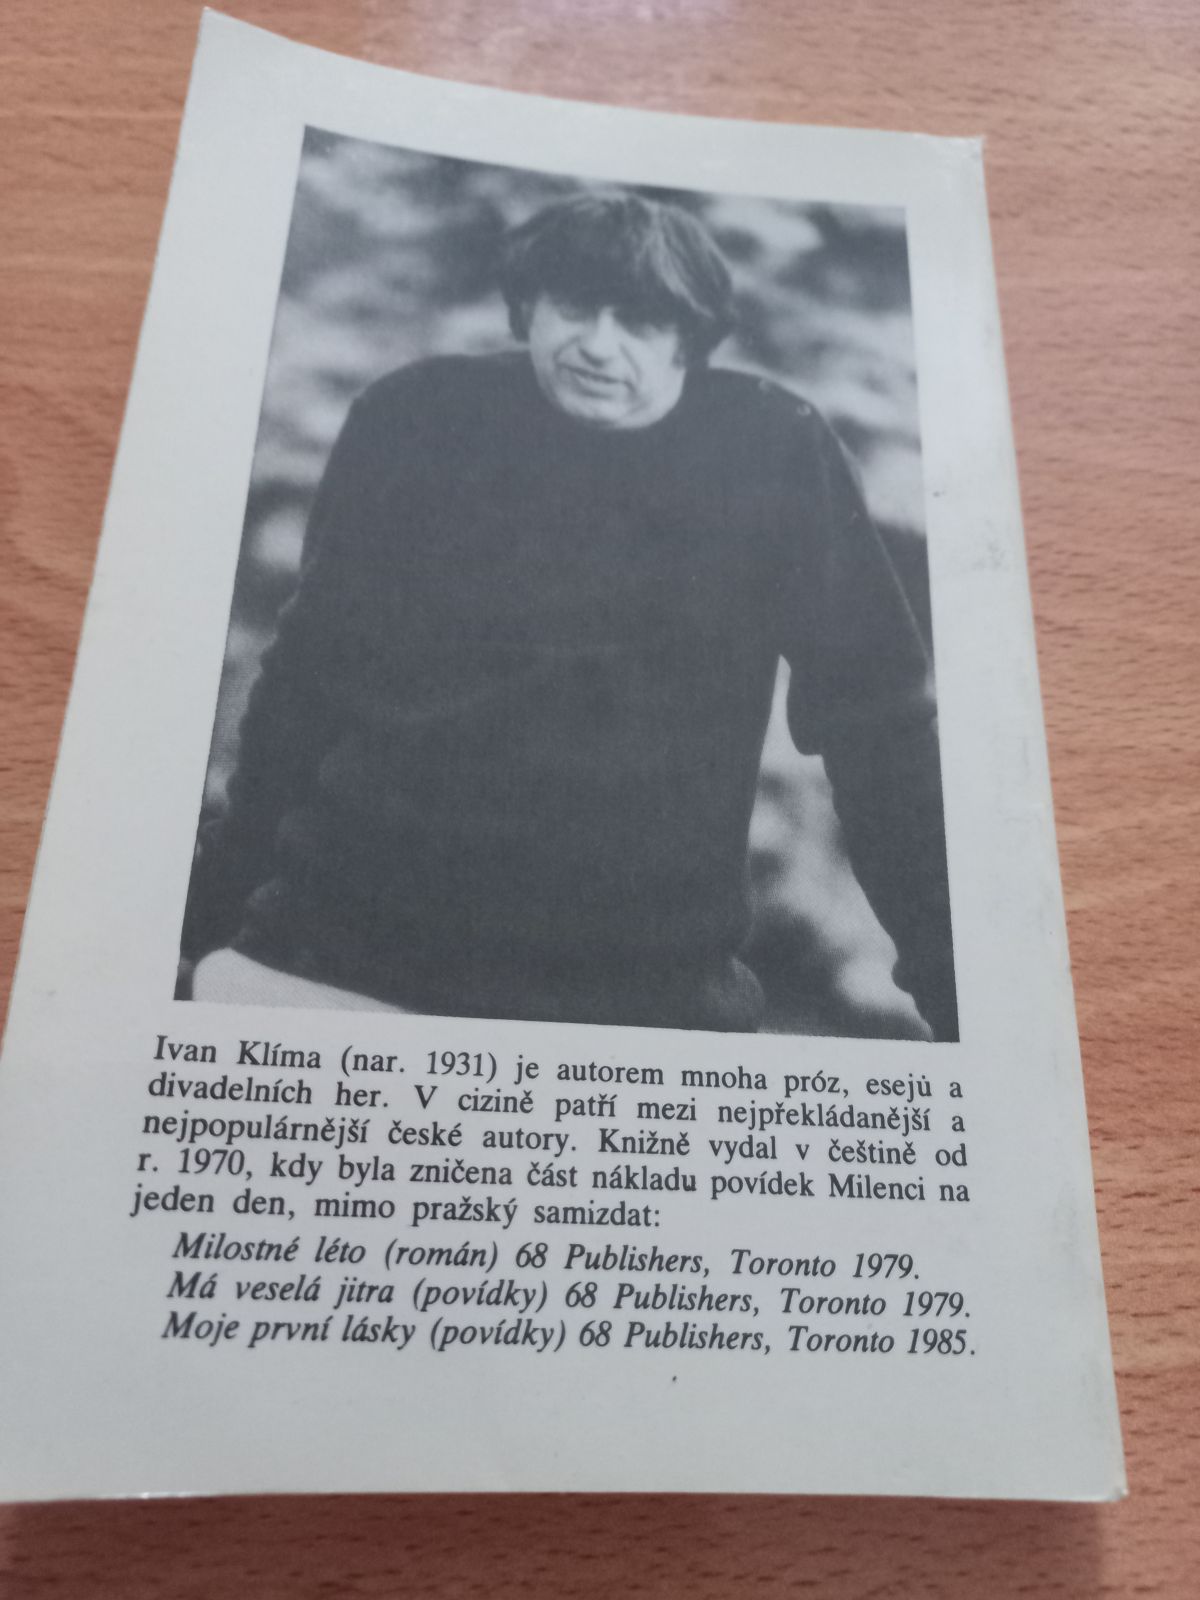 Ivan Klíma (nar. 1931) je autorem mnoha próz, esejů a
divadelních her. V cizině patří mezi nejpřekládanější a
nejpopulárnější české autory. Knižně vydal v češtině od
r. 1970, kdy byla zničena část nákladu povídek Milenci na
jeden den, mimo pražský samizdat:
Milostné léto (román) 68 Publishers, Toronto 1979.
Má veselá jitra (povídky) 68 Publishers, Toronto 1979.
Moje první lásky (povídky) 68 Publishers, Toronto 1985.